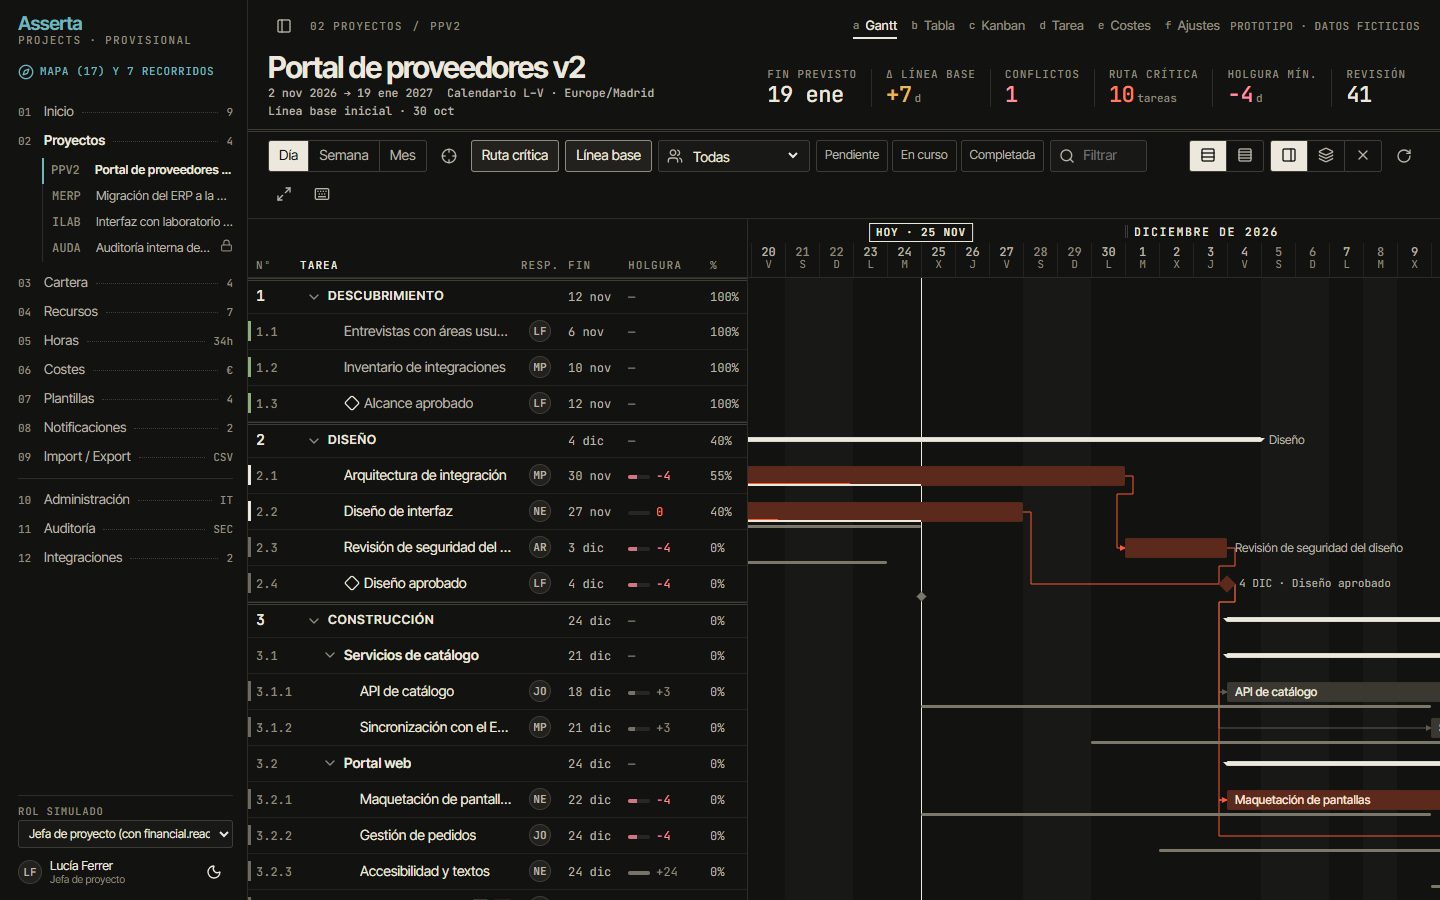 Asserta
PROJECTS · PROVISIONAL
MAPA (17) Y 7 RECORRIDOS
01 Inicio 9
02 Proyectos 4
PPV2 Portal de proveedores ...
MERP Migración del ERP a la ...
ILAB Interfaz con laboratorio ...
AUDA Auditoría interna de...
03 Cartera 4
04 Recursos 7
05 Horas 34h
06 Costes €
07 Plantillas 4
08 Notificaciones 2
09 Import / Export CSV
10 Administración IT
11 Auditoría SEC
12 Integraciones 2
ROL SIMULADO
Jefa de proyecto (con financial.reac
LF Lucía Ferrer
Jefa de proyecto
02 PROYECTOS / PPV2
a Gantt b Tabla c Kanban d Tarea e Costes f Ajustes PROTOTIPO · DATOS FICTICIOS
Portal de proveedores v2
2 nov 2026 → 19 ene 2027 Calendario L-V · Europe/Madrid
Línea base inicial · 30 oct
FIN PREVISTO 19 ene
Δ LÍNEA BASE +7 d
CONFLICTOS 1
RUTA CRÍTICA 10 tareas
HOLGURA MÍN. -4 d
REVISIÓN 41
Día Semana Mes Ruta crítica Línea base Todas Pendiente En curso Completada Filtrar
HOY · 25 NOV DICIEMBRE DE 2026
20 21 22 23 24 25 26 27 28 29 30 1 2 3 4 5 6 7 8 9
V S D L M X J V S D L M X J V S D L M X
Nº TAREA RESP. FIN HOLGURA %
1 DESCUBRIMIENTO 12 nov — 100%
1.1 Entrevistas con áreas usu... LF 6 nov — 100%
1.2 Inventario de integraciones MP 10 nov — 100%
1.3 Alcance aprobado LF 12 nov — 100%
2 DISEÑO 4 dic — 40%
Diseño
2.1 Arquitectura de integración MP 30 nov -4 55%
2.2 Diseño de interfaz NE 27 nov 0 40%
2.3 Revisión de seguridad del ... AR 3 dic -4 0%
Revisión de seguridad del diseño
2.4 Diseño aprobado LF 4 dic -4 0%
4 DIC · Diseño aprobado
3 CONSTRUCCIÓN 24 dic — 0%
3.1 Servicios de catálogo 21 dic — 0%
3.1.1 API de catálogo JO 18 dic +3 0%
API de catálogo
3.1.2 Sincronización con el E... MP 21 dic +3 0%
3.2 Portal web 24 dic — 0%
3.2.1 Maquetación de pantall... NE 22 dic -4 0%
Maquetación de pantallas
3.2.2 Gestión de pedidos JO 24 dic -4 0%
3.2.3 Accesibilidad y textos NE 24 dic +24 0%